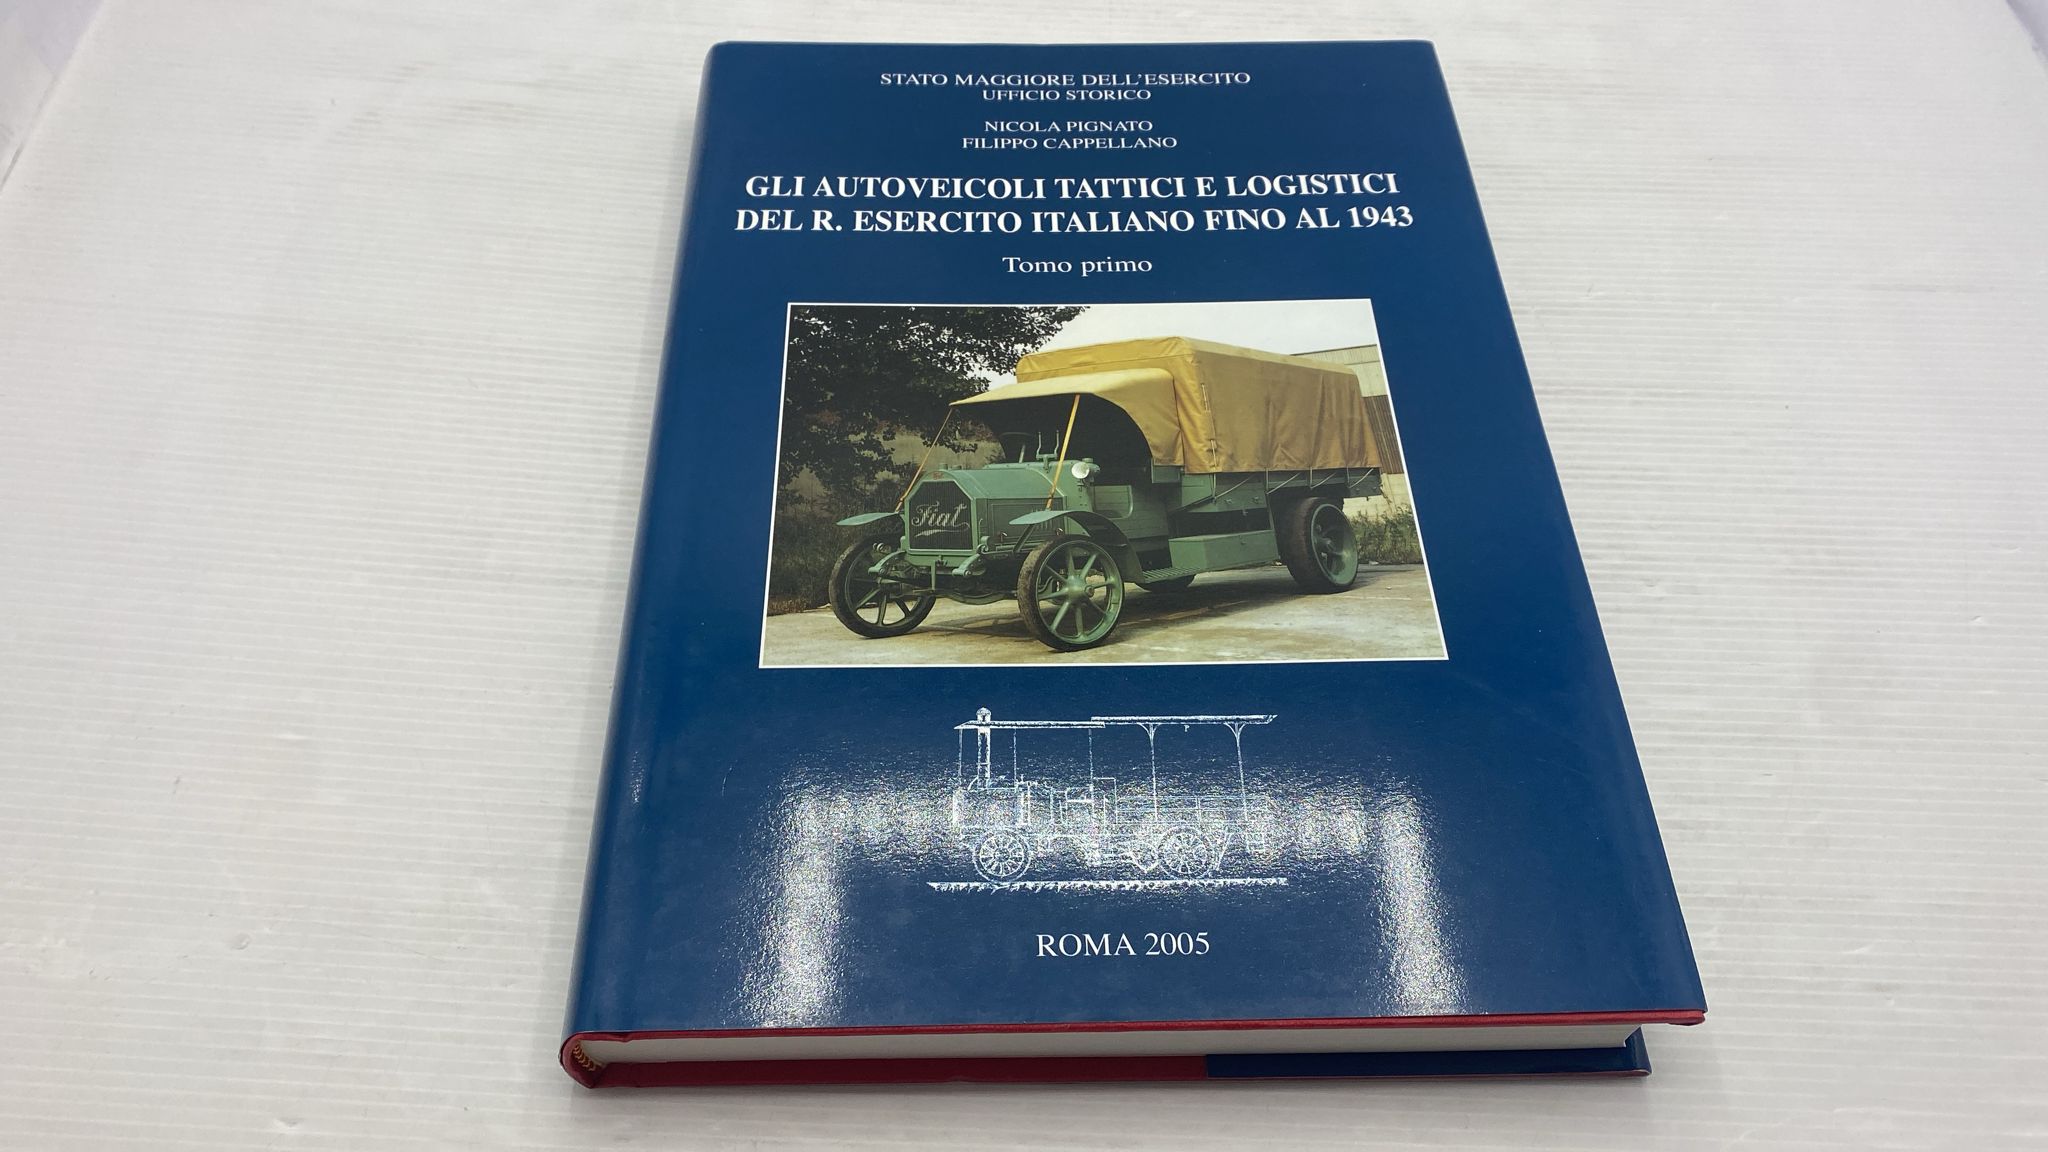 STATO MAGGIORE DELL'ESERCITO
UFFICIO STORICO
NICOLA PIGNATO
FILIPPO CAPPELLANO
GLI AUTOVEICOLI TATTICI E LOGISTICI
DEL R. ESERCITO ITALIANO FINO AL 1943
Tomo primo
Fiat
ROMA 2005